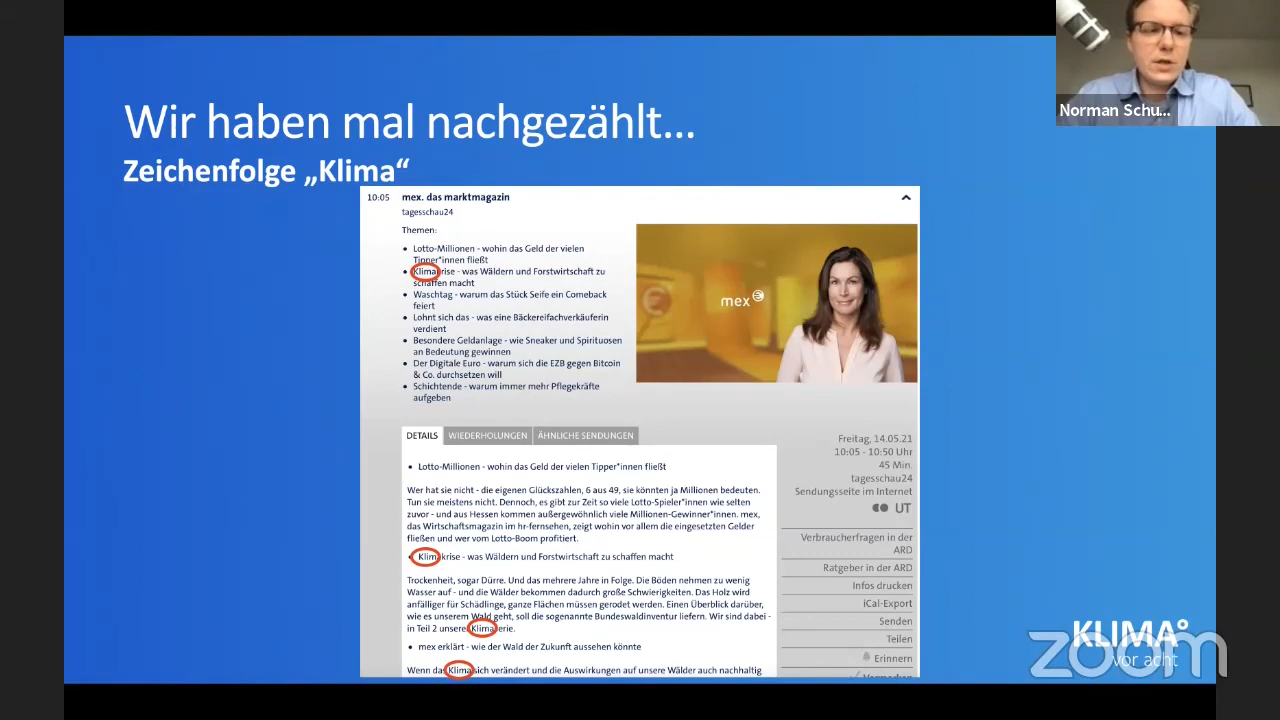 Wir haben mal nachgezählt...
Zeichenfolge „Klima“
Norman Schu...
10:05 mex. das marktmagazin
tagesschau24
Themen:
• Lotto-Millionen - wohin das Geld der vielen
Tipper*innen fließt
• Klimakrise - was Wäldern und Forstwirtschaft zu
schaffen macht
• Waschtag - warum das Stück Seife ein Comeback
feiert
• Lohnt sich das - was eine Bäckereifachverkäuferin
verdient
• Besondere Geldanlage - wie Sneaker und Spirituosen
an Bedeutung gewinnen
• Der Digitale Euro - warum sich die EZB gegen Bitcoin
& Co. durchsetzen will
• Schichtende - warum immer mehr Pflegekräfte
aufgeben
mex
DETAILS WIEDERHOLUNGEN ÄHNLICHE SENDUNGEN
• Lotto-Millionen - wohin das Geld der vielen Tipper*innen fließt
Wer hat sie nicht - die eigenen Glückszahlen, 6 aus 49, sie könnten ja Millionen bedeuten.
Tun sie meistens nicht. Dennoch, es gibt zur Zeit so viele Lotto-Spieler*innen wie selten
zuvor - und aus Hessen kommen außergewöhnlich viele Millionen-Gewinner*innen. mex,
das Wirtschaftsmagazin im hr-fernsehen, zeigt wohin vor allem die eingesetzten Gelder
fließen und wer vom Lotto-Boom profitiert.
• Klimakrise - was Wäldern und Forstwirtschaft zu schaffen macht
Trockenheit, sogar Dürre. Und das mehrere Jahre in Folge. Die Böden nehmen zu wenig
Wasser auf - und die Wälder bekommen dadurch große Schwierigkeiten. Das Holz wird
anfälliger für Schädlinge, ganze Flächen müssen gerodet werden. Einen Überblick darüber,
wie es unserem Wald geht, soll die sogenannte Bundeswaldinventur liefern. Wir sind dabei -
in Teil 2 unserer Klimaserie.
• mex erklärt - wie der Wald der Zukunft aussehen könnte
Wenn das Klima sich verändert und die Auswirkungen auf unsere Wälder auch nachhaltig
Freitag, 14.05.21
10:05 - 10:50 Uhr
45 Min.
tagesschau24
Sendungsseite im Internet
UT
Verbraucherfragen in der
ARD
Ratgeber in der ARD
Infos drucken
iCal-Export
Senden
Teilen
Erinnern
KLIMA°
vor acht
zoom